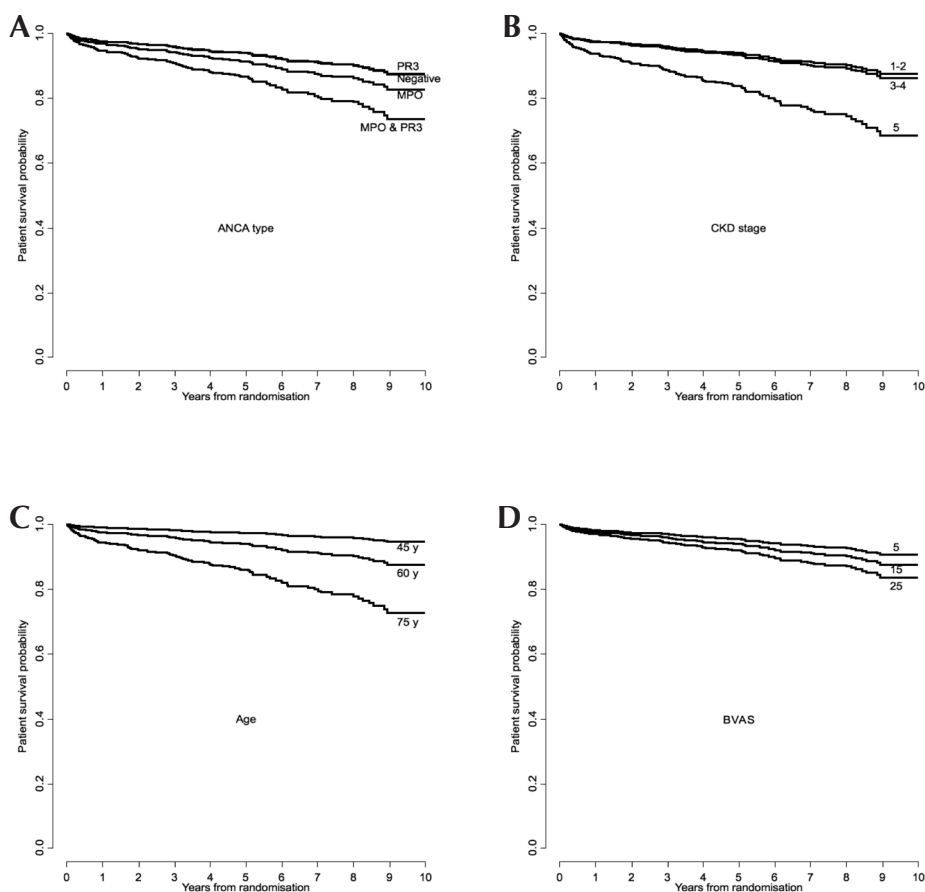 A
1.0
0.8
0.6
0.4
0.2
0.0
Patient survival probability
PR3
Negative
MPO
MPO & PR3
ANCA type
0 1 2 3 4 5 6 7 8 9 10
Years from randomisation
B
1.0
0.8
0.6
0.4
0.2
0.0
Patient survival probability
1-2
3-4
5
CKD stage
0 1 2 3 4 5 6 7 8 9 10
Years from randomisation
C
1.0
0.8
0.6
0.4
0.2
0.0
Patient survival probability
45 y
60 y
75 y
Age
0 1 2 3 4 5 6 7 8 9 10
Years from randomisation
D
1.0
0.8
0.6
0.4
0.2
0.0
Patient survival probability
5
15
25
BVAS
0 1 2 3 4 5 6 7 8 9 10
Years from randomisation